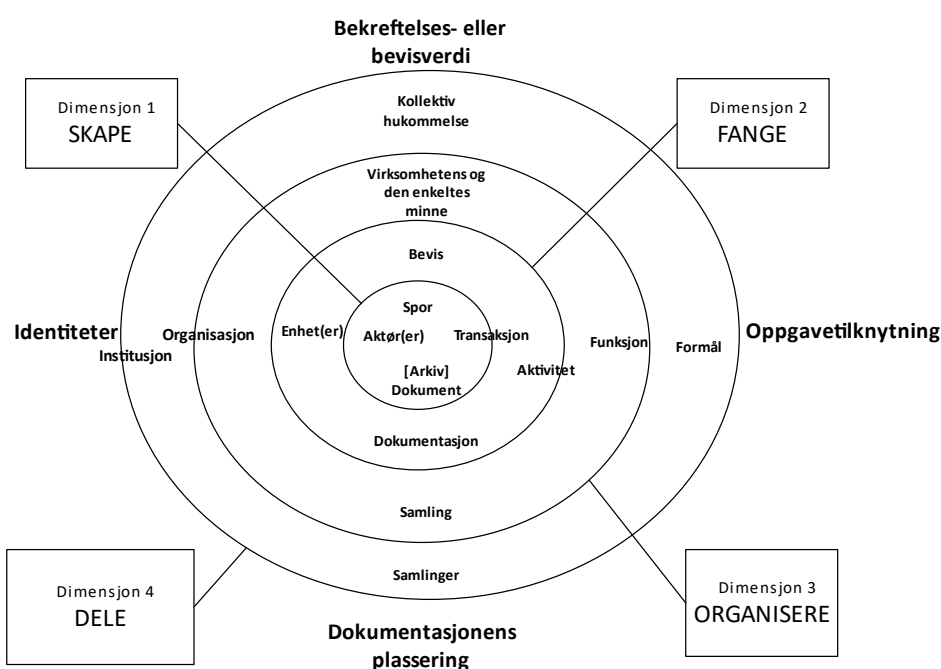 Bekreftelses- eller
bevisverdi
Dimensjon 1
SKAPE
Dimensjon 2
FANGE
Kollektiv
hukommelse
Virksomhetens og
den enkeltes
minne
Bevis
Spor
Identiteter
Institusjon
Organisasjon
Enhet(er)
Aktør(er)
Transaksjon
Aktivitet
Funksjon
Formål
Oppgavetilknytning
[Arkiv]
Dokument
Dokumentasjon
Samling
Samlinger
Dimensjon 4
DELE
Dimensjon 3
ORGANISERE
Dokumentasjonens
plassering